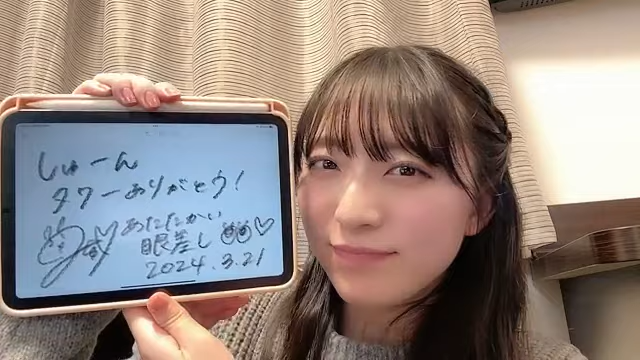 しゅーん
タワーありがとう!
あたたかい
眼差し
2024.3.21